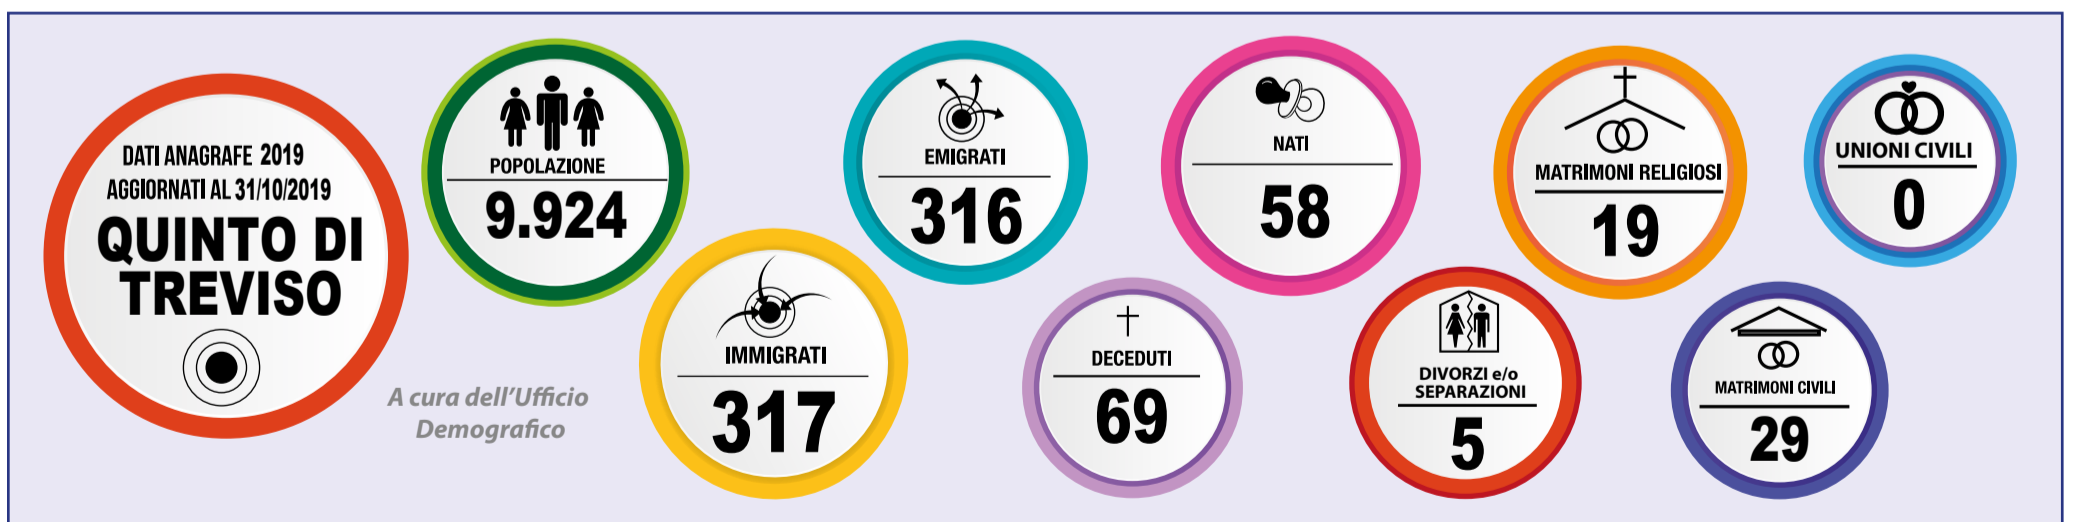 DATI ANAGRAFE 2019
AGGIORNATI AL 31/10/2019
QUINTO DI
TREVISO
A cura dell'Ufficio
Demografico
POPOLAZIONE
9.924
IMMIGRATI
317
EMIGRATI
316
DECEDUTI
69
NATI
58
DIVORZI e/o
SEPARAZIONI
5
MATRIMONI RELIGIOSI
19
MATRIMONI CIVILI
29
UNIONI CIVILI
0